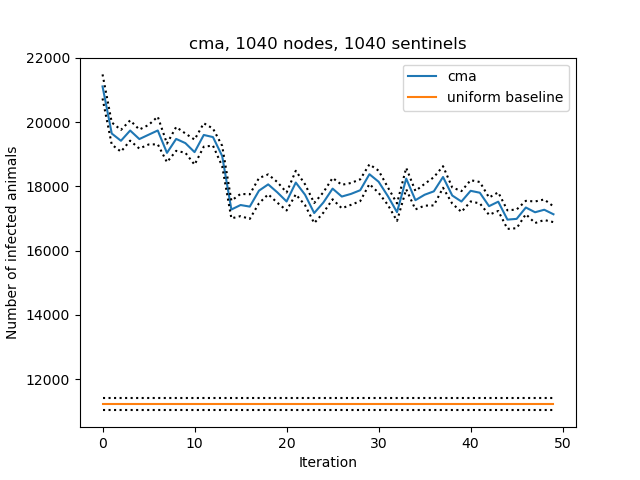 cma, 1040 nodes, 1040 sentinels
22000
20000
18000
16000
14000
12000
Number of infected animals
cma
uniform baseline
0 10 20 30 40 50
Iteration